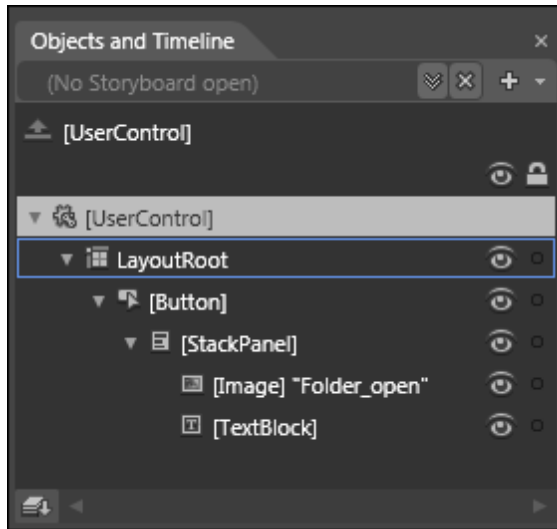 Objects and Timeline
(No Storyboard open)
[UserControl]
[UserControl]
LayoutRoot
[Button]
[StackPanel]
[Image] "Folder_open"
[TextBlock]